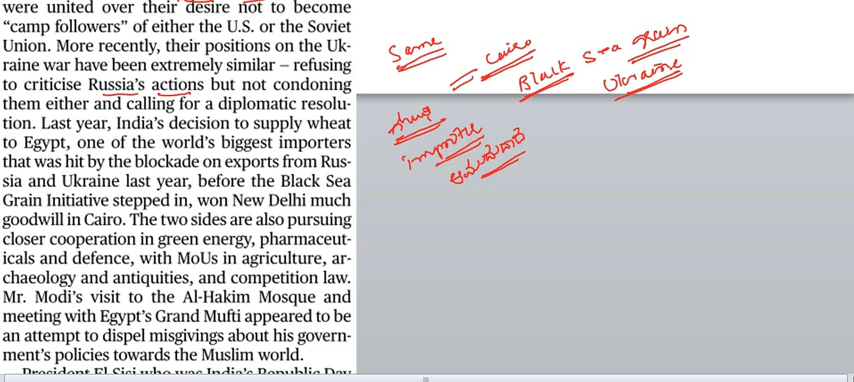 were united over their desire not to become
“camp followers” of either the U.S. or the Soviet
Union. More recently, their positions on the Uk-
raine war have been extremely similar – refusing
to criticise Russia’s actions but not condoning
them either and calling for a diplomatic resolu-
tion. Last year, India’s decision to supply wheat
to Egypt, one of the world’s biggest importers
that was hit by the blockade on exports from Rus-
sia and Ukraine last year, before the Black Sea
Grain Initiative stepped in, won New Delhi much
goodwill in Cairo. The two sides are also pursuing
closer cooperation in green energy, pharmaceut-
icals and defence, with MoUs in agriculture, ar-
chaeology and antiquities, and competition law.
Mr. Modi’s visit to the Al-Hakim Mosque and
meeting with Egypt’s Grand Mufti appeared to be
an attempt to dispel misgivings about his govern-
ment’s policies towards the Muslim world.
President El Sisi who was India’s Republic Day
Same
= Cairo
Black Sea
Ukraine